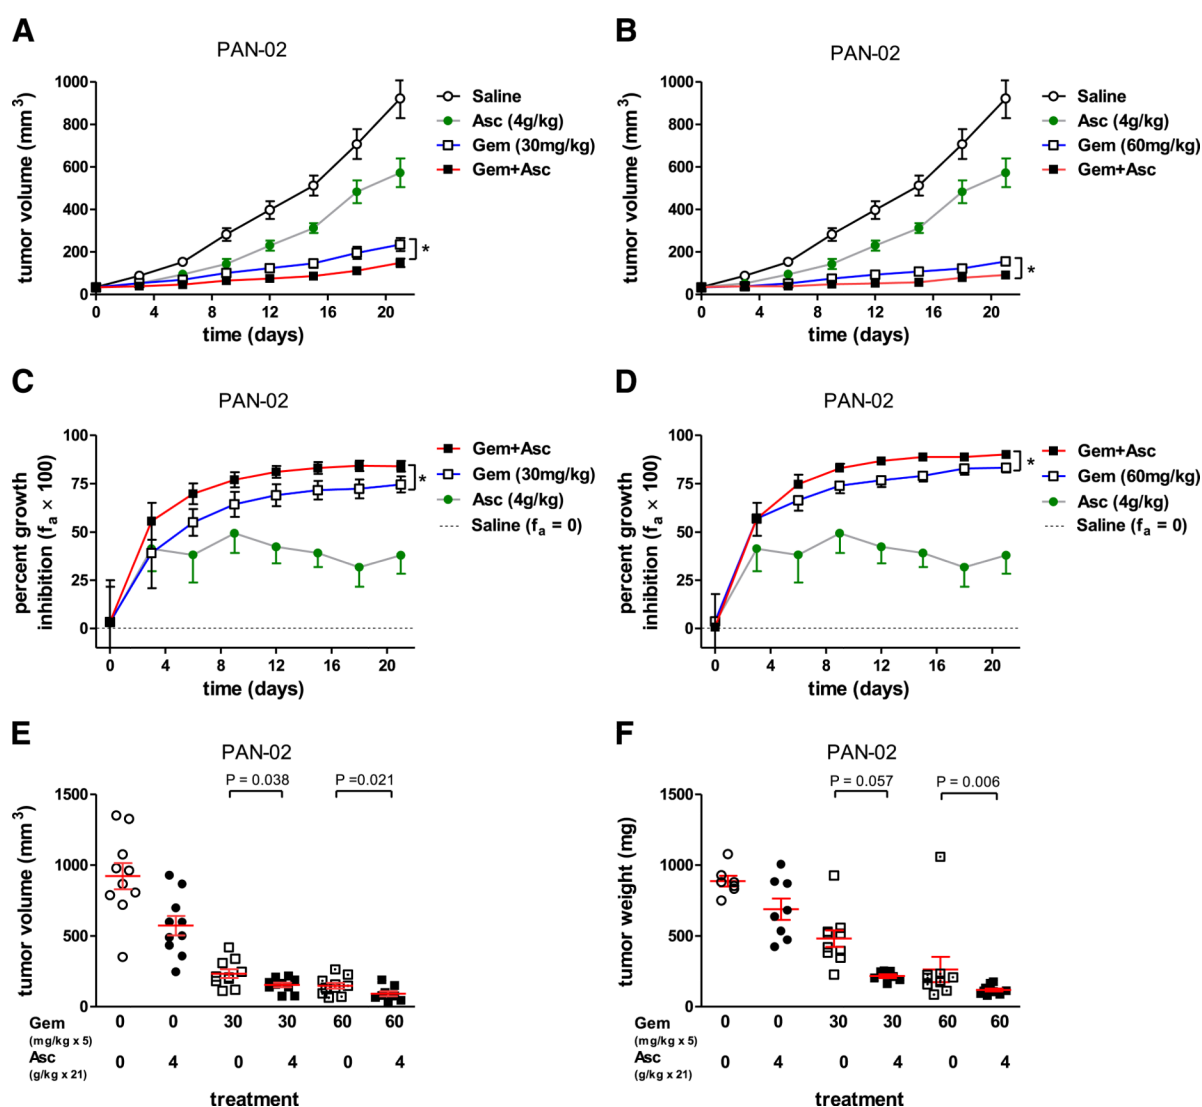 A
PAN-02
tumor volume (mm 3)
1000
800
600
400
200
0
0 4 8 12 16 20
time (days)
Saline
Asc (4g/kg)
Gem (30mg/kg)
Gem+Asc
*
B
PAN-02
tumor volume (mm 3)
1000
800
600
400
200
0
0 4 8 12 16 20
time (days)
Saline
Asc (4g/kg)
Gem (60mg/kg)
Gem+Asc
*
C
PAN-02
percent growth
inhibition (fa × 100)
100
75
50
25
0
0 4 8 12 16 20
time (days)
Gem+Asc
Gem (30mg/kg)
Asc (4g/kg)
Saline (fa = 0)
*
D
PAN-02
percent growth
inhibition (fa × 100)
100
75
50
25
0
0 4 8 12 16 20
time (days)
Gem+Asc
Gem (60mg/kg)
Asc (4g/kg)
Saline (fa = 0)
*
E
PAN-02
P = 0.038 P =0.021
tumor volume (mm 3)
1500
1000
500
0
Gem 0 0 30 30 60 60
(mg/kg x 5)
Asc 0 4 0 4 0 4
(g/kg x 21)
treatment
F
PAN-02
P = 0.057 P = 0.006
tumor weight (mg)
1500
1000
500
0
Gem 0 0 30 30 60 60
(mg/kg x 5)
Asc 0 4 0 4 0 4
(g/kg x 21)
treatment